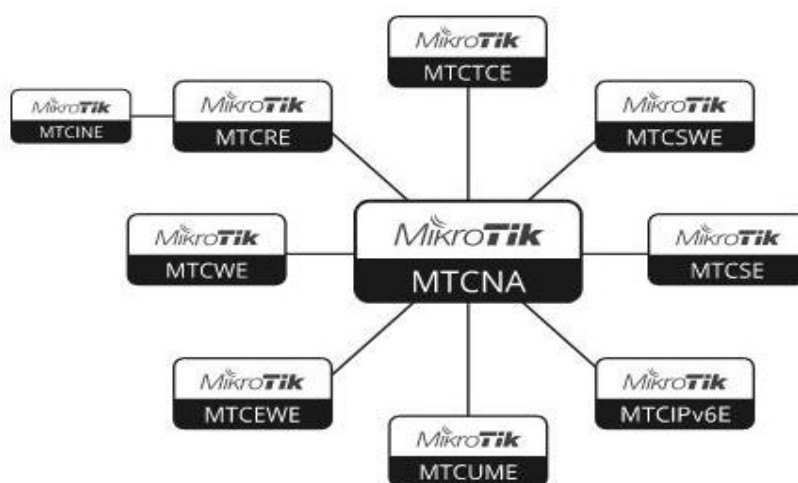 MikroTik
MTCTCE
MikroTik
MTCINE
MikroTik
MTCRE
MikroTik
MTCSWE
MikroTik
MTCNA
MikroTik
MTCWE
MikroTik
MTCSE
MikroTik
MTCEWE
MikroTik
MTCIPv6E
MikroTik
MTCUME